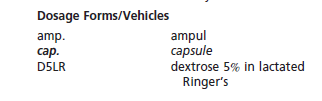 Dosage Forms/Vehicles
amp. ampul
cap. capsule
D5LR dextrose 5% in lactated
Ringer's